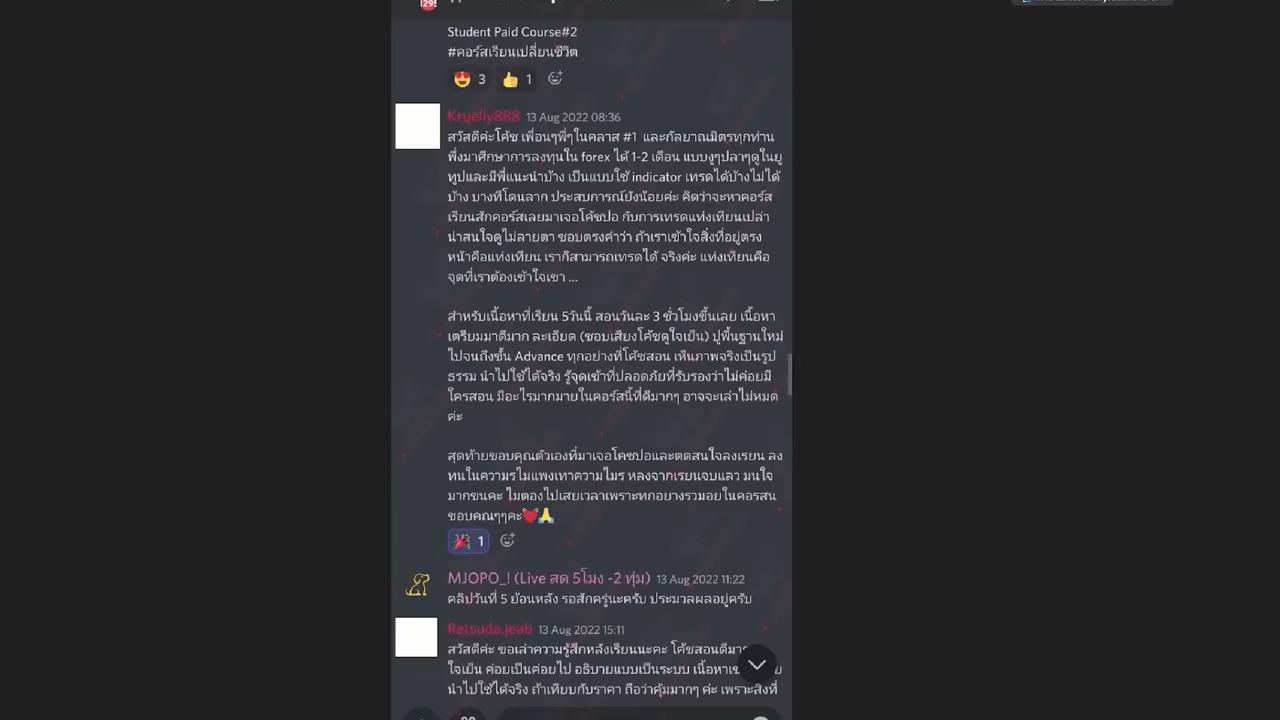 Student Paid Course#2
#คอร์สเรียนเปลี่ยนชีวิต
3 1
Kruelly888 13 Aug 2022 08:36
สวัสดีค่ะโค้ช เพื่อนๆพี่ๆในคลาส #1 และกัลยาณมิตรทุกท่าน
พึ่งมาศึกษาการลงทุนใน forex ได้ 1-2 เดือน แบบงูๆปลาๆดูในยู
ทูปและมีพี่แนะนำบ้าง เป็นแบบใช้ indicator เทรดได้บ้างไม่ได้
บ้าง บางทีโดนลาก ประสบการณ์ยังน้อยค่ะ คิดว่าจะหาคอร์ส
เรียนสักคอร์สเลยมาเจอโค้ชปอ กับการเทรดแท่งเทียนเปล่า
น่าสนใจดูไม่ลายตา ชอบตรงคำว่า ถ้าเราเข้าใจสิ่งที่อยู่ตรง
หน้าคือแท่งเทียน เราก็สามารถเทรดได้ จริงค่ะ แท่งเทียนคือ
จุดที่เราต้องเข้าใจเขา ...
สำหรับเนื้อหาที่เรียน 5วันนี้ สอนวันละ 3 ชั่วโมงขึ้นเลย เนื้อหา
เตรียมมาดีมาก ละเอียด (ชอบเสียงโค้ชดูใจเย็น) ปูพื้นฐานใหม่
ไปจนถึงขั้น Advance ทุกอย่างที่โค้ชสอน เห็นภาพจริงเป็นรูป
ธรรม นำไปใช้ได้จริง รู้จุดเข้าที่ปลอดภัยที่รับรองว่าไม่ค่อยมี
ใครสอน มีอะไรมากมายในคอร์สนี้ที่ดีมากๆ อาจจะเล่าไม่หมด
ค่ะ
สุดท้ายขอบคุณตัวเองที่มาเจอโคชปอและตดสนใจลงเรยน ลง
ทนในความรไมแพงเทาความไมร หลงจากเรยนจบแลว มนใจ
มากขนคะ ไมตองไปเสยเวลาเพราะทกอยางรวมอยในคอรสน
ขอบคณๆๆคะ
1
MJOPO_! (Live สด 5โมง -2 ทุ่ม) 13 Aug 2022 11:22
คลิปวันที่ 5 ย้อนหลัง รอสักครู่นะครับ ประมวลผลอยู่ครับ
Ratsuda.jeab 13 Aug 2022 15:11
สวัสดีค่ะ ขอเล่าความรู้สึกหลังเรียนนะคะ โค้ชสอนดีมา
ใจเย็น ค่อยเป็นค่อยไป อธิบายแบบเป็นระบบ
นำไปใช้ได้จริง ถ้าเทียบกับราคา ถือว่าคุ้มมากๆ ค่ะ เพราะสิ่งที่